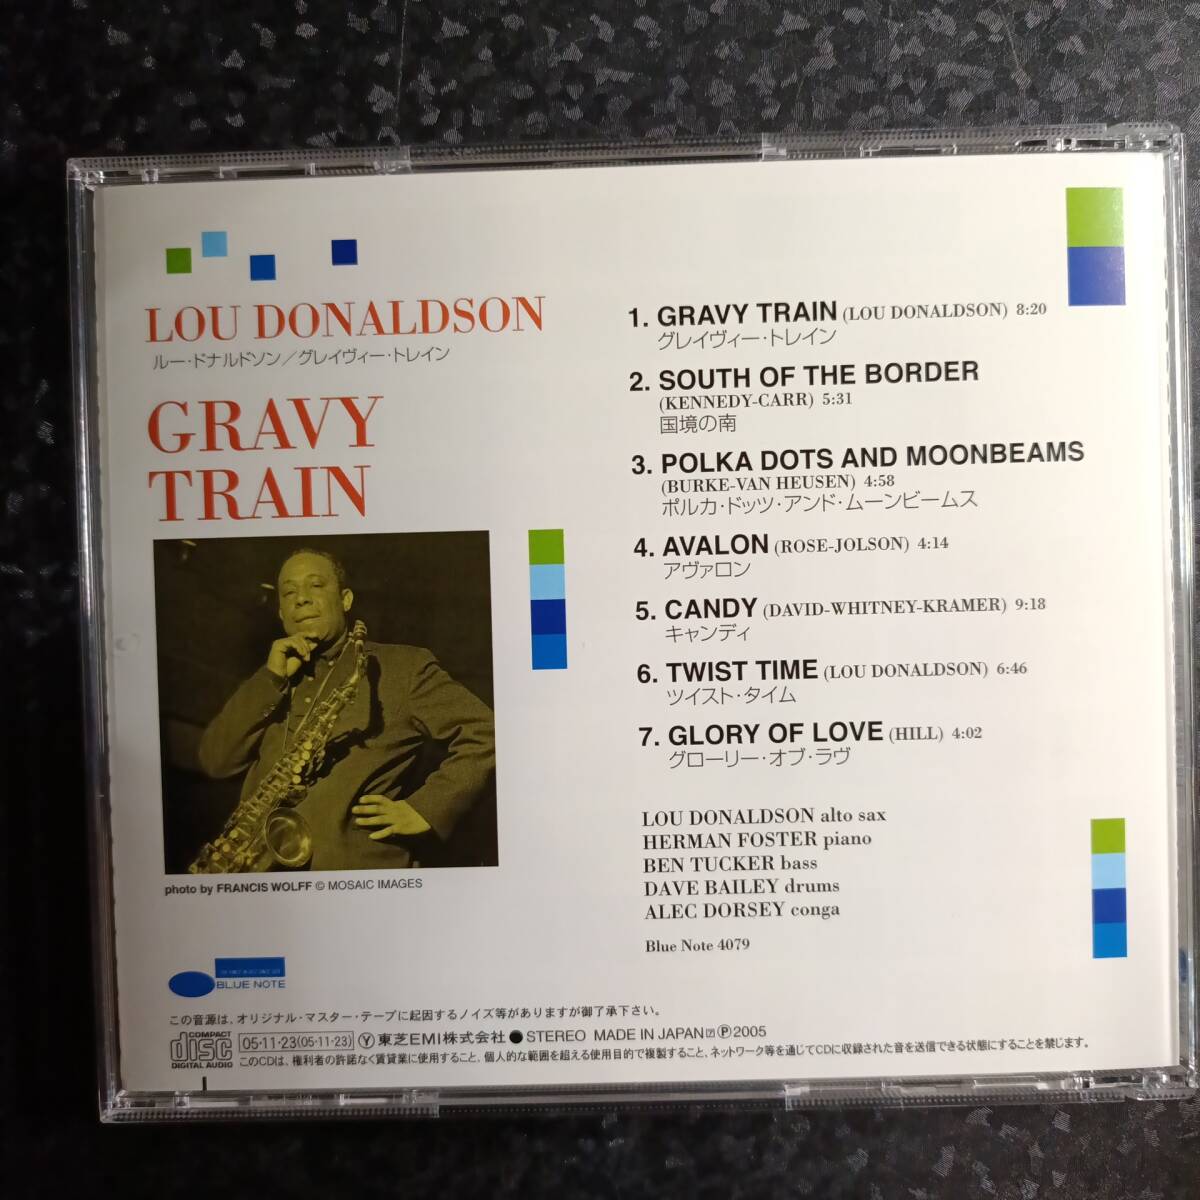 LOU DONALDSON
ルー・ドナルドソン／グレイヴィー・トレイン
GRAVY
TRAIN
photo by FRANCIS WOLFF © MOSAIC IMAGES
1. GRAVY TRAIN (LOU DONALDSON) 8:20
グレイヴィー・トレイン
2. SOUTH OF THE BORDER
(KENNEDY-CARR) 5:31
国境の南
3. POLKA DOTS AND MOONBEAMS
(BURKE-VAN HEUSEN) 4:58
ポルカ・ドッツ・アンド・ムーンビームス
4. AVALON (ROSE-JOLSON) 4:14
アヴァロン
5. CANDY (DAVID-WHITNEY-KRAMER) 9:18
キャンディ
6. TWIST TIME (LOU DONALDSON) 6:46
ツイスト・タイム
7. GLORY OF LOVE (HILL) 4:02
グローリー・オブ・ラヴ
LOU DONALDSON alto sax
HERMAN FOSTER piano
BEN TUCKER bass
DAVE BAILEY drums
ALEC DORSEY conga
Blue Note 4079
BLUE NOTE
この音源は、オリジナル・マスター・テープに起因するノイズ等がありますが御了承下さい。
COMPACT disc DIGITAL AUDIO
05·11·23(05·11·23) Ⓨ 東芝EMI株式会社 ● STEREO MADE IN JAPAN ℗2005
このCDは、権利者の許諾なく賃貸業に使用すること、個人的な範囲を超える使用目的で複製すること、ネットワーク等を通じてCDに収録された音を送信できる状態にすることを禁じます。